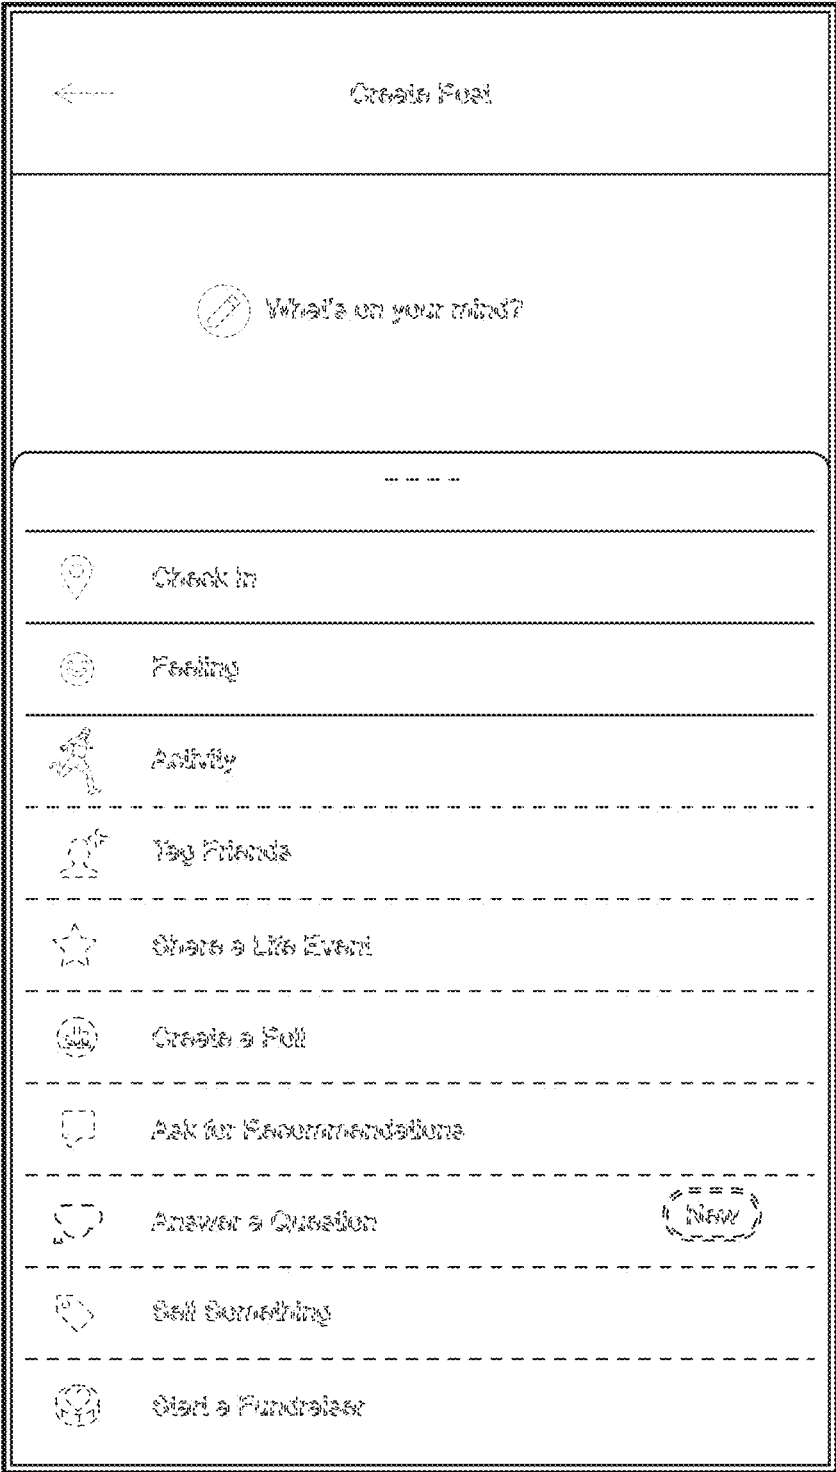 Create Post
What's on your mind?
Check In
Feeling
Activity
Tag Friends
Share a Life Event
Create a Poll
Ask for Recommendations
Answer a Question
New
Sell Something
Start a Fundraiser